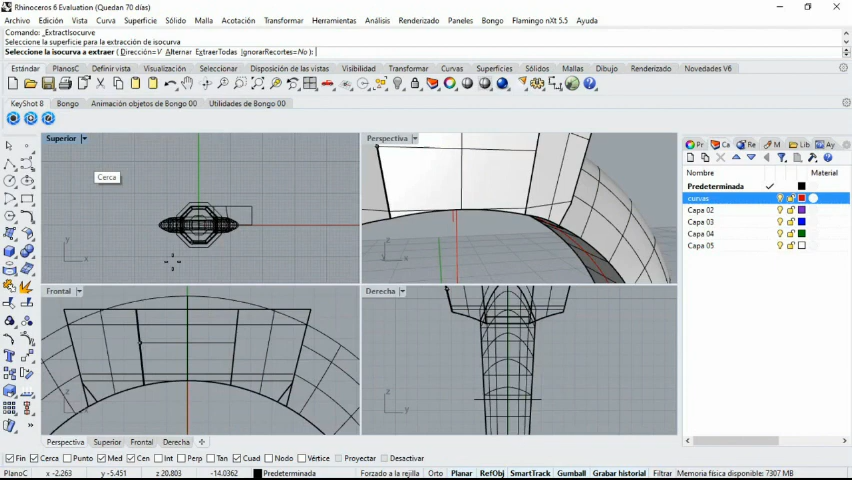 Rhinoceros 6 Evaluation (Quedan 70 días)
Archivo Edición Vista Curva Superficie Sólido Malla Acotación Transformar Herramientas Análisis Renderizado Paneles Bongo Flamingo nXt 5.5 Ayuda
Comando: _ExtractIsocurve
Seleccione la superficie para la extracción de isocurva
Seleccione la isocurva a extraer ( Dirección=V Alternar ExtraerTodas IgnorarRecortes=No ):
Estándar PlanosC Definir vista Visualización Seleccionar Disposición de las vistas Visibilidad Transformar Curvas Superficies Sólidos Mallas Dibujo Renderizado Novedades V6
KeyShot 8 Bongo Animación objetos de Bongo 00 Utilidades de Bongo 00
Superior
Perspectiva
Cerca
y
x
z
Frontal
Derecha
z
x
z
y
Pr Ca Re M Lib Ay
Nombre Material
Predeterminada
curvas
Capa 02
Capa 03
Capa 04
Capa 05
Perspectiva Superior Frontal Derecha
Fin Cerca Punto Med Cen Int Perp Tan Cuad Nodo Vértice Proyectar Desactivar
PlanoC x -2.263 y -5.451 z 20.803 -14.0362 Predeterminada Forzado a la rejilla Orto Planar RefObj SmartTrack Gumball Grabar historial Filtrar Memoria física disponible: 7307 MB